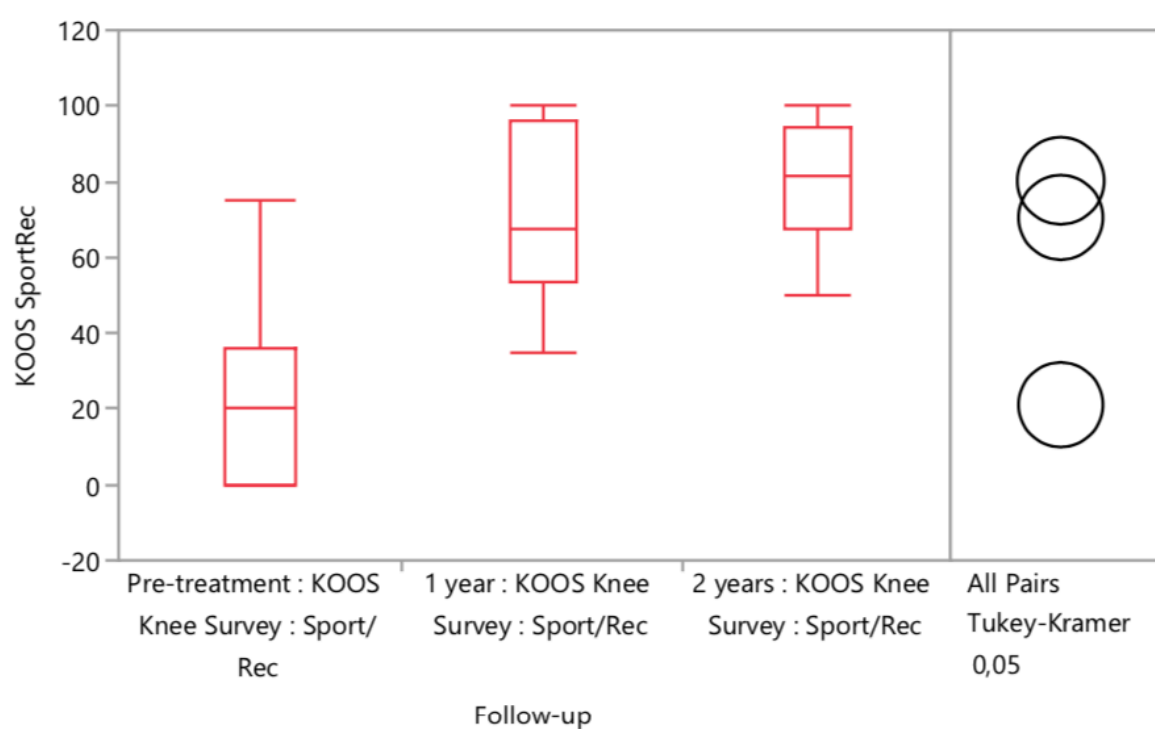 120
100
80
60
40
20
0
-20
KOOS SportRec
Pre-treatment : KOOS
Knee Survey : Sport/
Rec
1 year : KOOS Knee
Survey : Sport/Rec
2 years : KOOS Knee
Survey : Sport/Rec
All Pairs
Tukey-Kramer
0,05
Follow-up